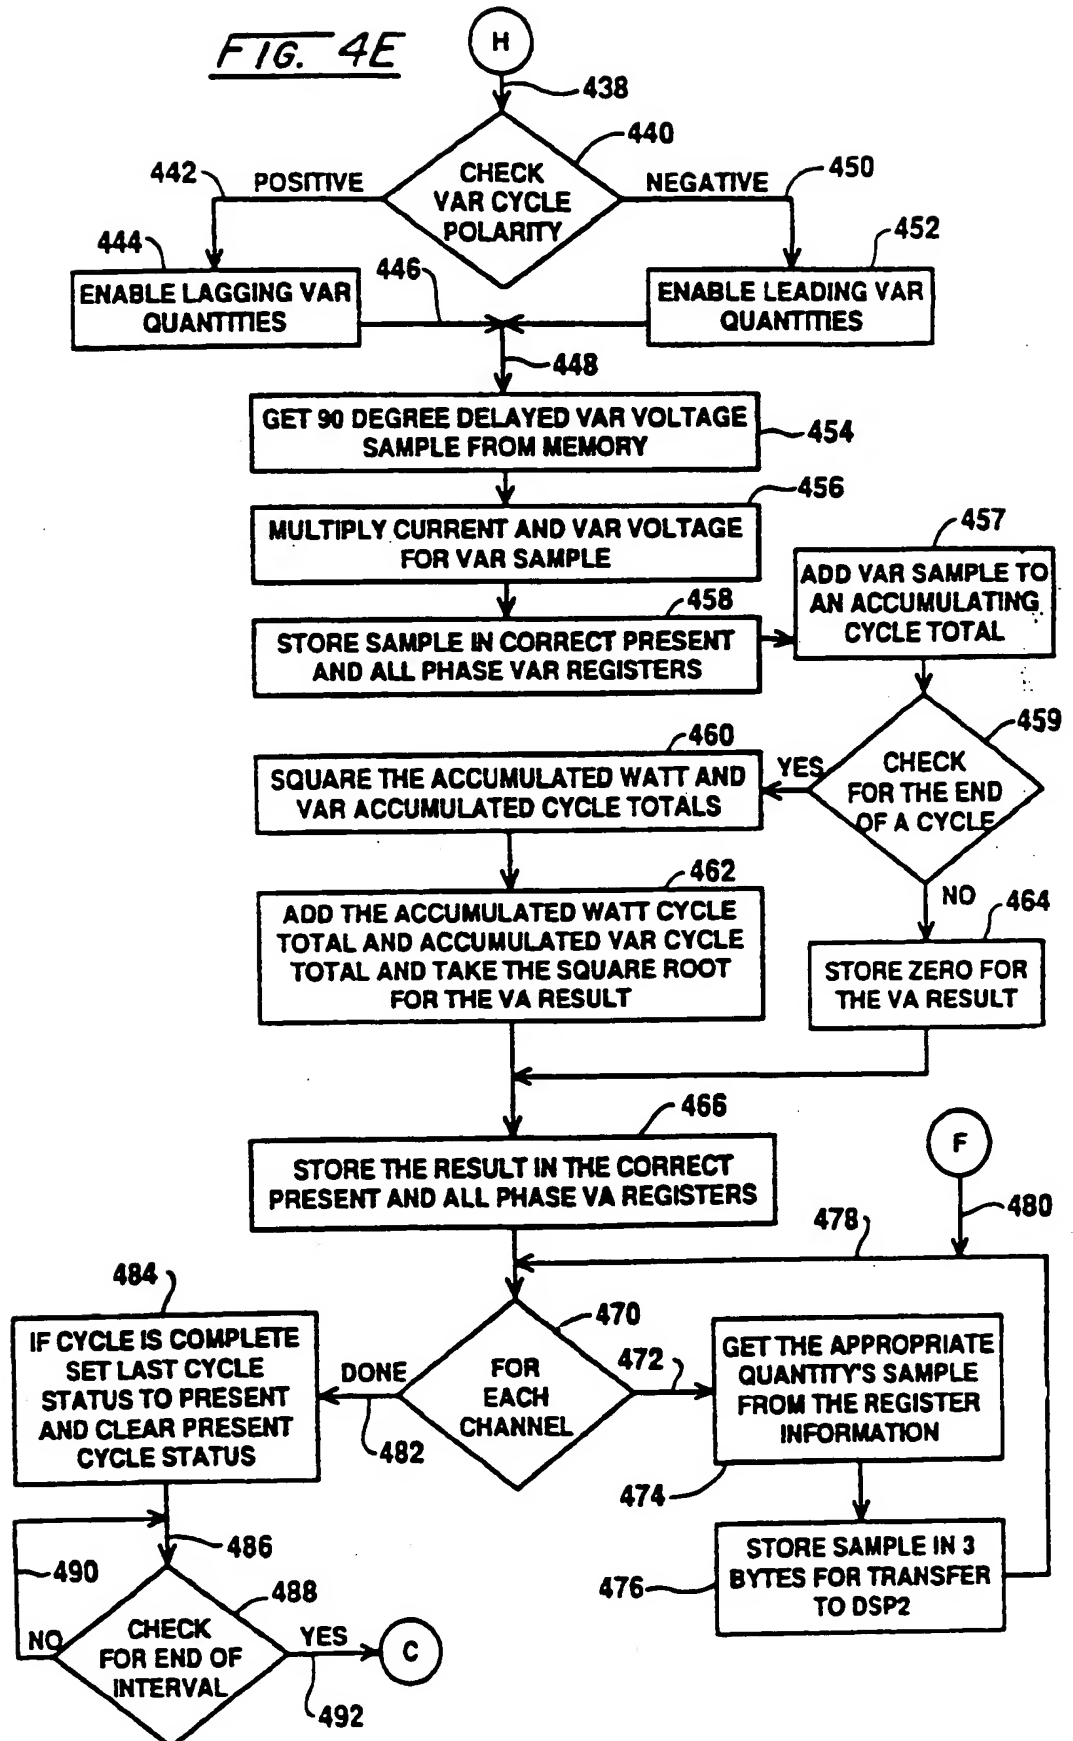 FIG. 4E
H
438
440
CHECK
VAR CYCLE
POLARITY
442
POSITIVE
NEGATIVE
450
444
ENABLE LAGGING VAR
QUANTITIES
446
452
ENABLE LEADING VAR
QUANTITIES
448
GET 90 DEGREE DELAYED VAR VOLTAGE
SAMPLE FROM MEMORY
454
456
MULTIPLY CURRENT AND VAR VOLTAGE
FOR VAR SAMPLE
458
STORE SAMPLE IN CORRECT PRESENT
AND ALL PHASE VAR REGISTERS
457
ADD VAR SAMPLE TO
AN ACCUMULATING
CYCLE TOTAL
459
CHECK
FOR THE END
OF A CYCLE
YES
460
SQUARE THE ACCUMULATED WATT AND
VAR ACCUMULATED CYCLE TOTALS
462
ADD THE ACCUMULATED WATT CYCLE
TOTAL AND ACCUMULATED VAR CYCLE
TOTAL AND TAKE THE SQUARE ROOT
FOR THE VA RESULT
NO
464
STORE ZERO FOR
THE VA RESULT
466
STORE THE RESULT IN THE CORRECT
PRESENT AND ALL PHASE VA REGISTERS
F
480
478
470
FOR
EACH
CHANNEL
472
GET THE APPROPRIATE
QUANTITY'S SAMPLE
FROM THE REGISTER
INFORMATION
474
476
STORE SAMPLE IN 3
BYTES FOR TRANSFER
TO DSP2
DONE
482
484
IF CYCLE IS COMPLETE
SET LAST CYCLE
STATUS TO PRESENT
AND CLEAR PRESENT
CYCLE STATUS
486
490
488
NO
CHECK
FOR END OF
INTERVAL
YES
C
492